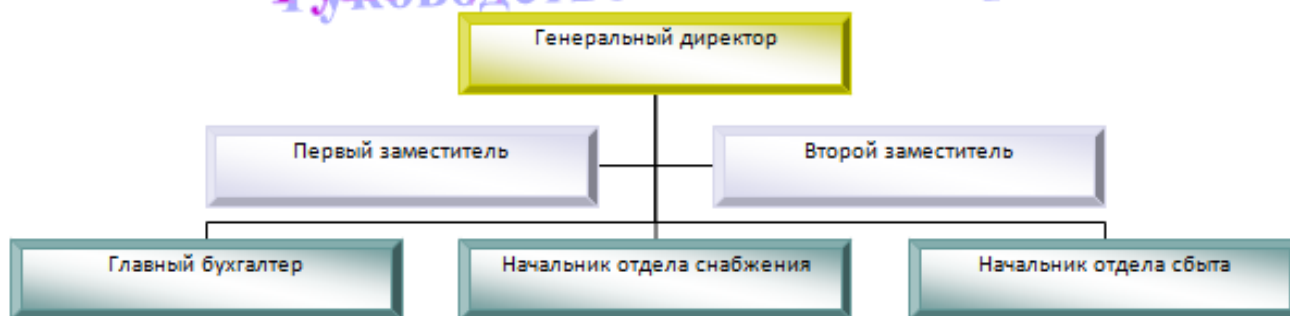 Генеральный директор
Первый заместитель
Второй заместитель
Главный бухгалтер
Начальник отдела снабжения
Начальник отдела сбыта